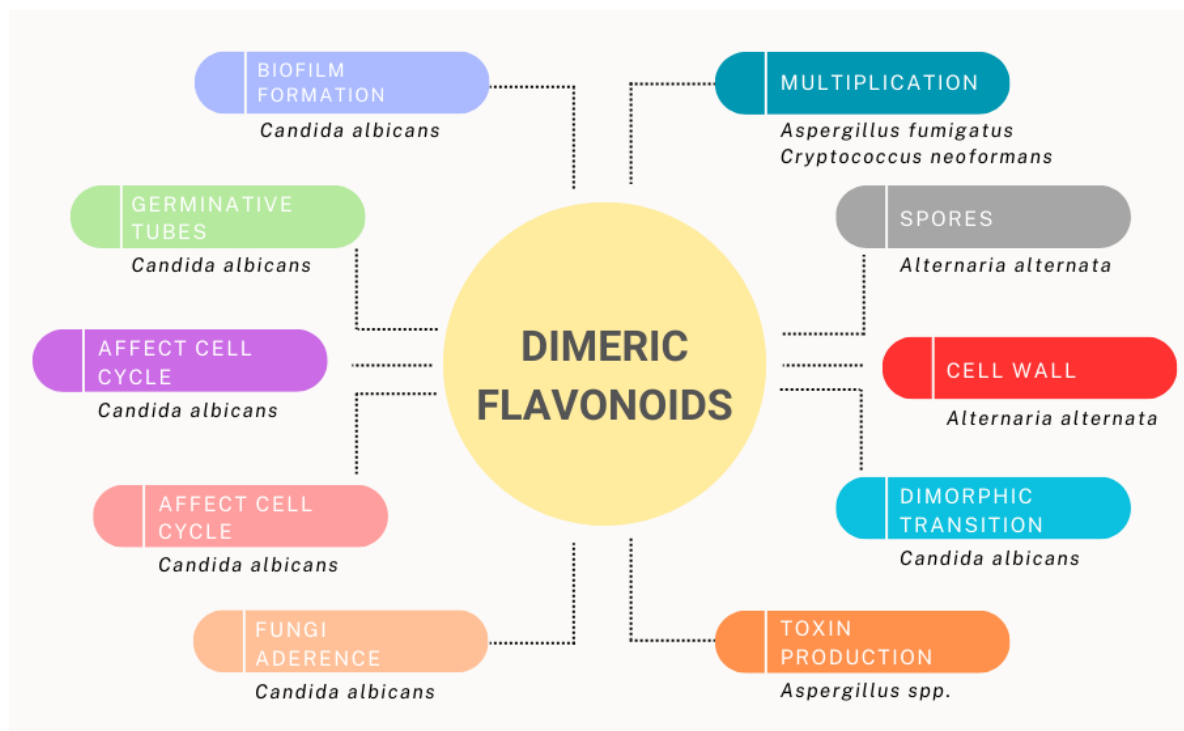 BIOFILM
FORMATION
Candida albicans
GERMINATIVE
TUBES
Candida albicans
AFFECT CELL
CYCLE
Candida albicans
AFFECT CELL
CYCLE
Candida albicans
FUNGI
ADERENCE
Candida albicans
DIMERIC
FLAVONOIDS
MULTIPLICATION
Aspergillus fumigatus
Cryptococcus neoformans
SPORES
Alternaria alternata
CELL WALL
Alternaria alternata
DIMORPHIC
TRANSITION
Candida albicans
TOXIN
PRODUCTION
Aspergillus spp.